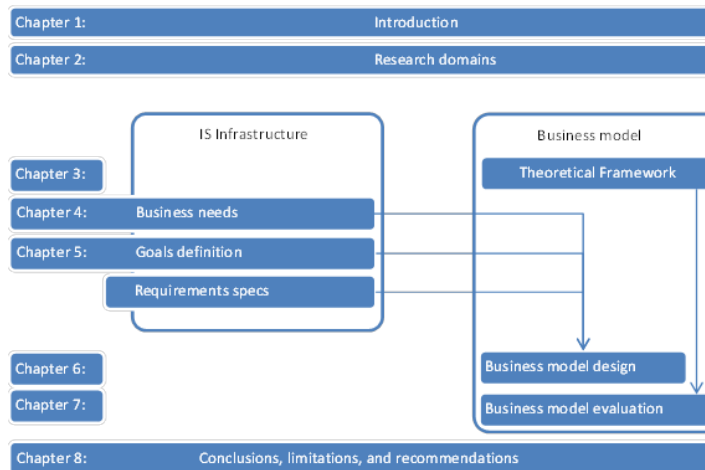 Chapter 1: Introduction
Chapter 2: Research domains
IS Infrastructure
Business model
Chapter 3: Theoretical Framework
Chapter 4: Business needs
Chapter 5: Goals definition
Requirements specs
Chapter 6: Business model design
Chapter 7: Business model evaluation
Chapter 8: Conclusions, limitations, and recommendations